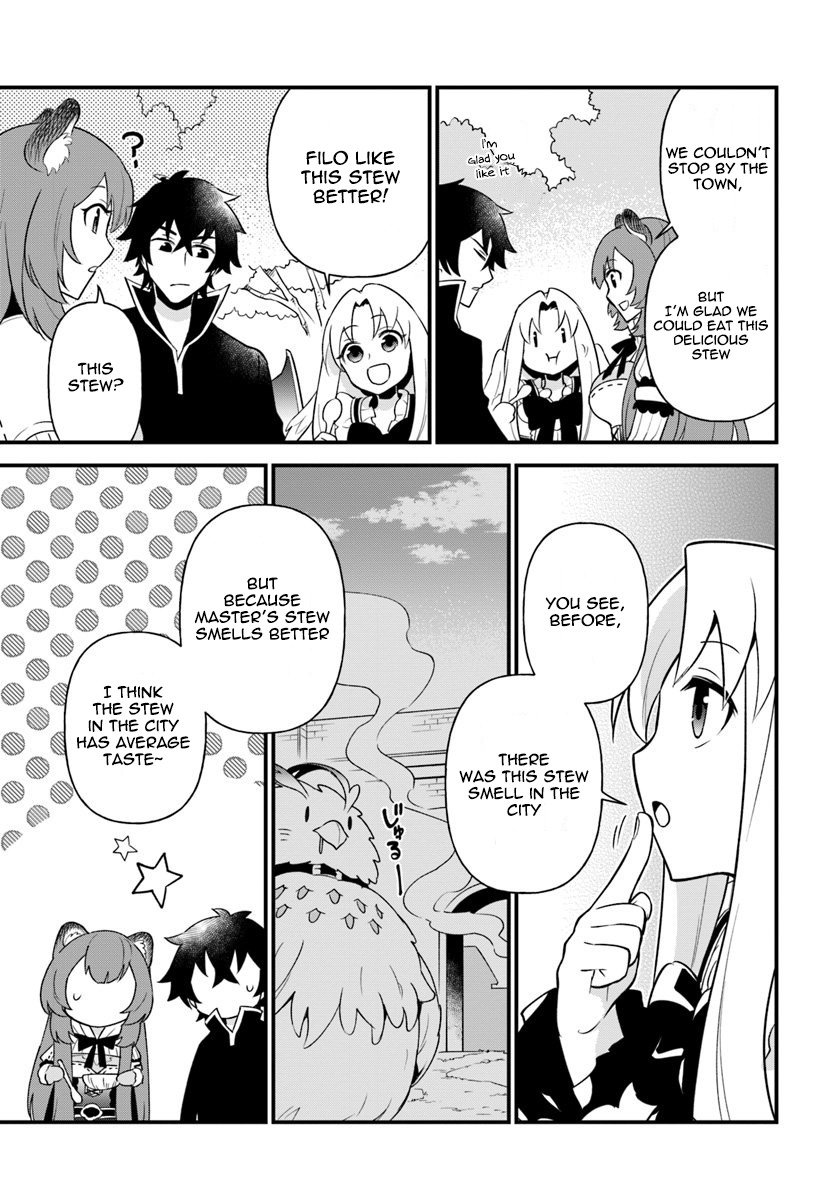 WE COULDN'T
STOP BY THE
TOWN,
BUT
I'M GLAD WE
COULD EAT THIS
DELICIOUS
STEW
I'm
Glad you
like it
FILO LIKE
THIS STEW
BETTER!
?
THIS
STEW?
YOU SEE,
BEFORE,
THERE
WAS THIS STEW
SMELL IN THE
CITY
じゅるー
BUT
BECAUSE
MASTER'S STEW
SMELLS BETTER
I THINK
THE STEW
IN THE CITY
HAS AVERAGE
TASTE~